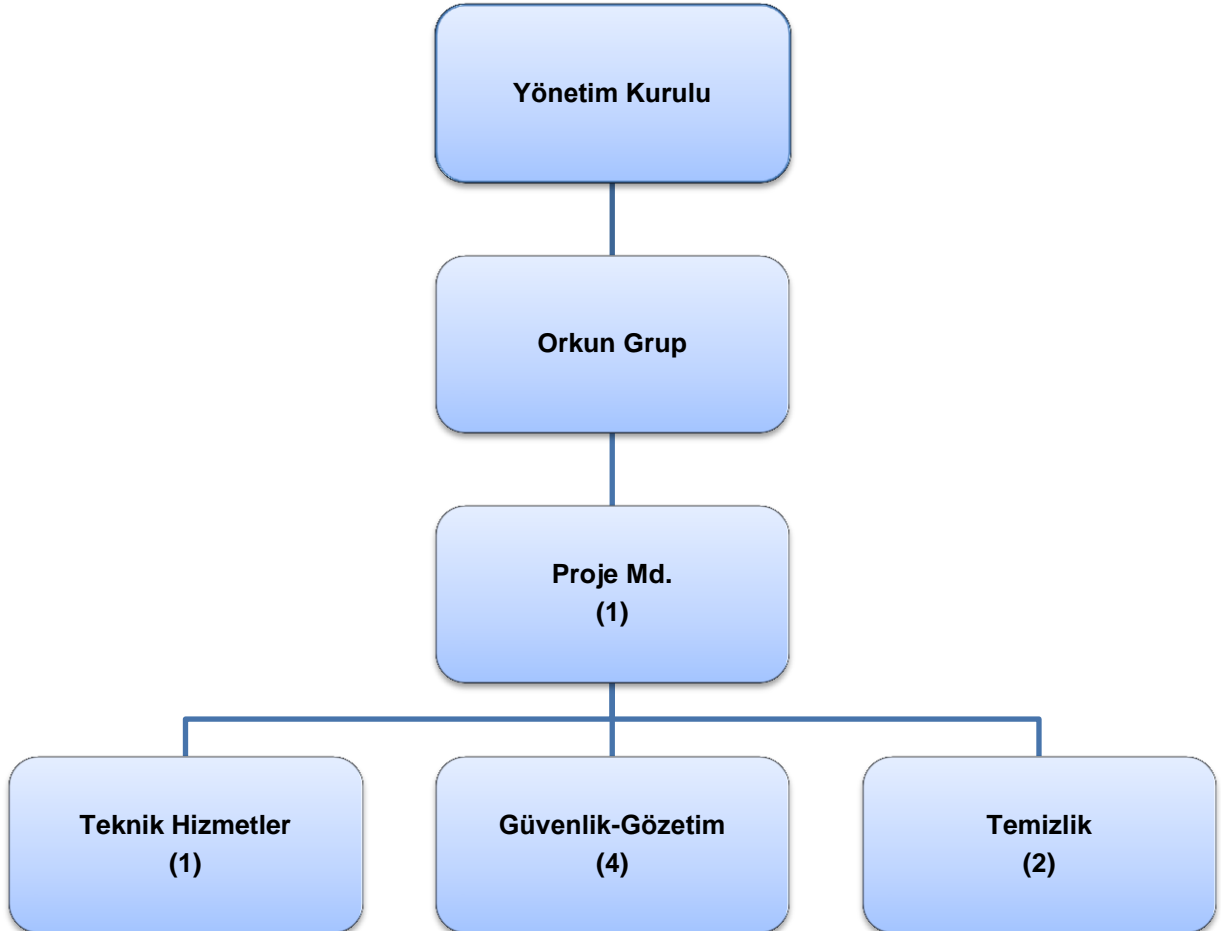 Yönetim Kurulu
Orkun Grup
Proje Md.
(1)
Teknik Hizmetler
(1)
Güvenlik-Gözetim
(4)
Temizlik
(2)